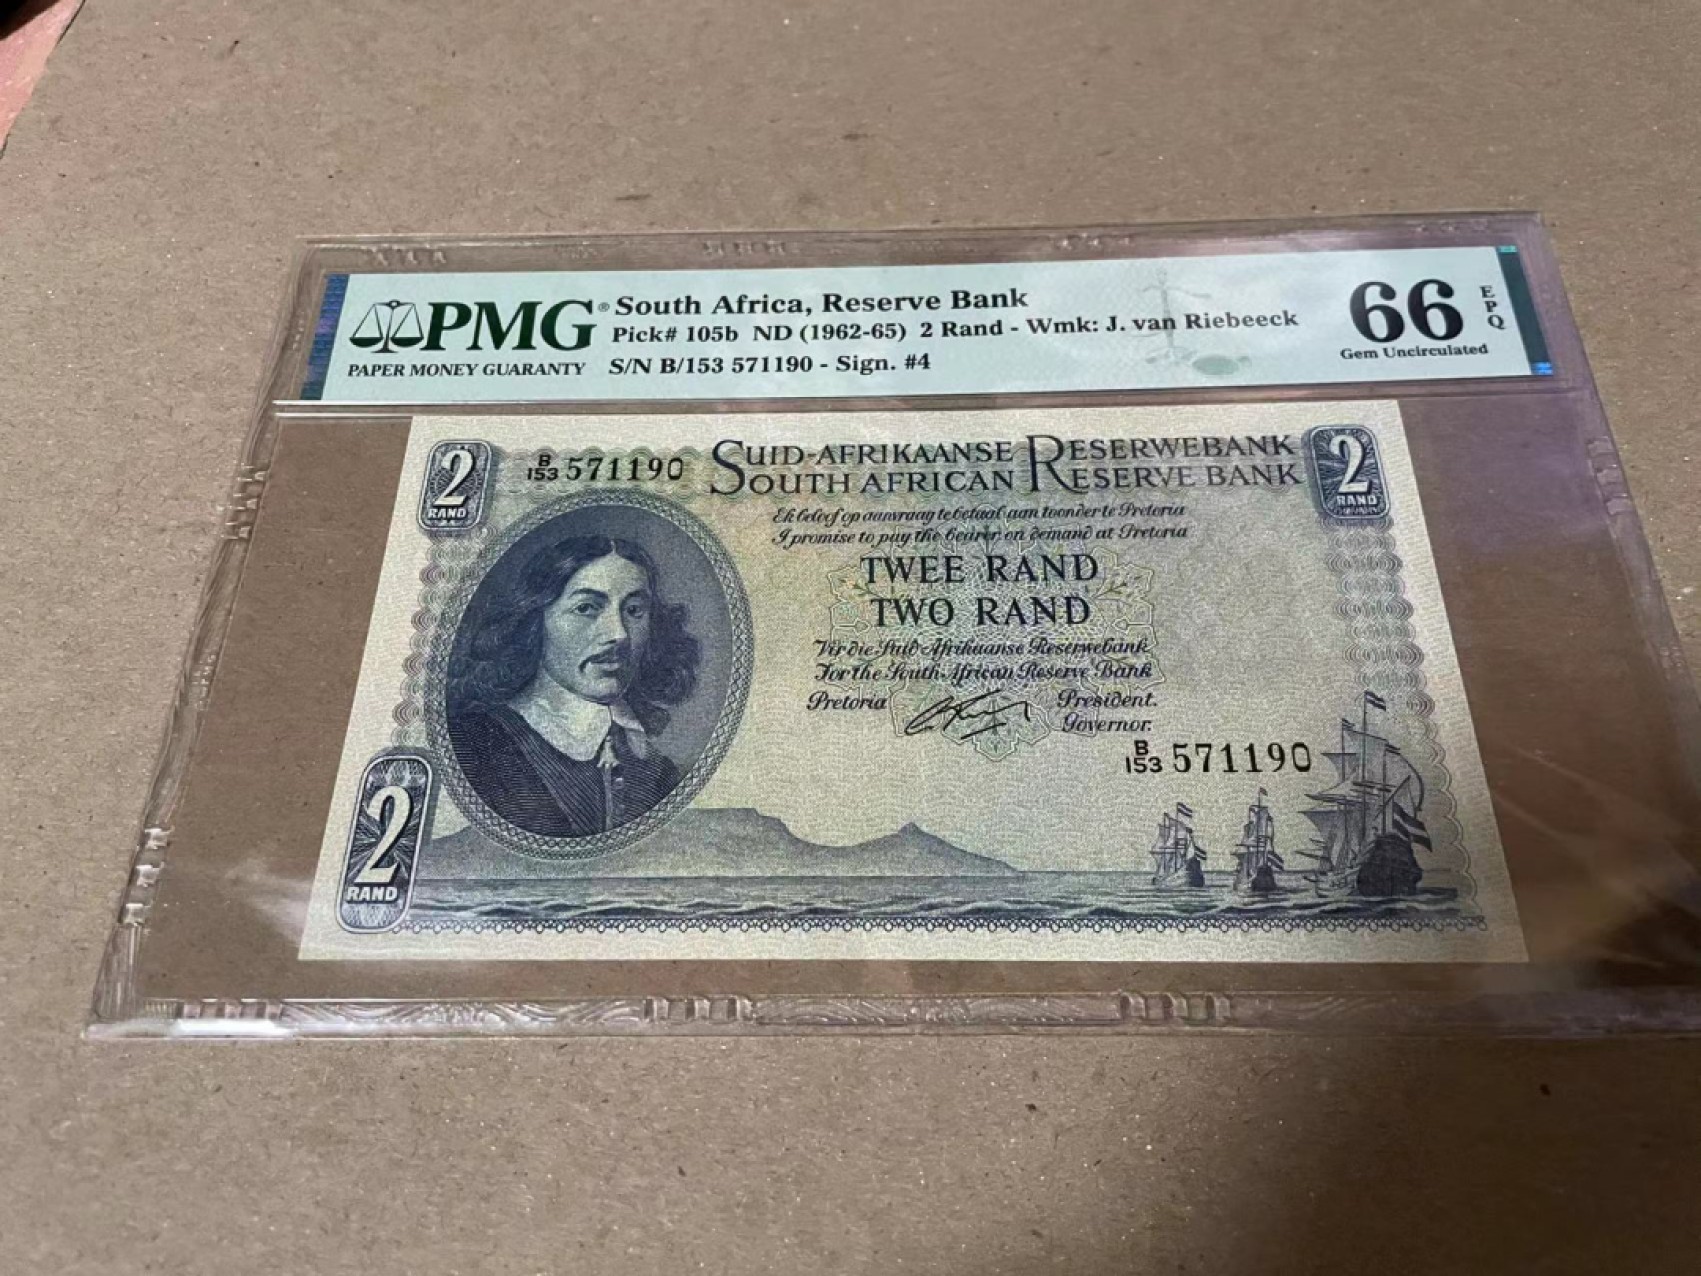 PMG®
PAPER MONEY GUARANTY
South Africa, Reserve Bank
Pick# 105b ND (1962-65) 2 Rand - Wmk: J. van Riebeeck
S/N B/153 571190 - Sign. #4
66 EPQ
Gem Uncirculated
2 RAND
B/153 571190
SUID-AFRIKAANSE RESERWEBANK
SOUTH AFRICAN RESERVE BANK
2 RAND
Ek beloof op aanvraag te betaal aan toonder te Pretoria
I promise to pay the bearer on demand at Pretoria
TWEE RAND
TWO RAND
Vir die Suid-Afrikaanse Reserwebank
For the South African Reserve Bank
Pretoria
President.
Governor.
B/153 571190
2 RAND